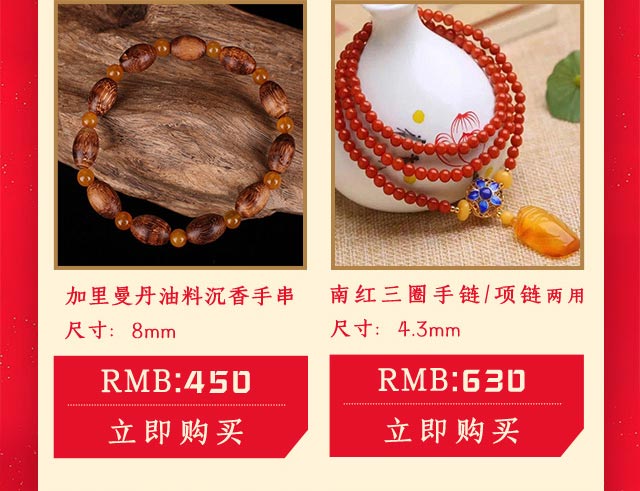 加里曼丹油料沉香手串
尺寸: 8mm
RMB:450
立即购买
南红三圈手链/项链两用
尺寸: 4.3mm
RMB:630
立即购买